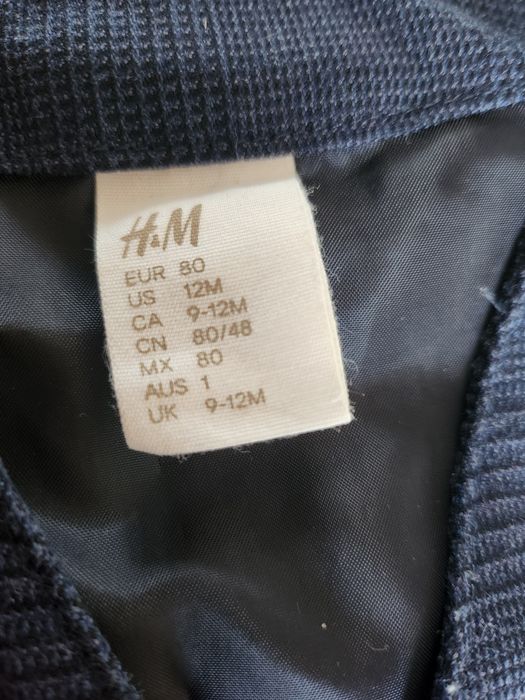 H&M
EUR 80
US 12M
CA 9-12M
CN 80/48
MX 80
AUS 1
UK 9-12M